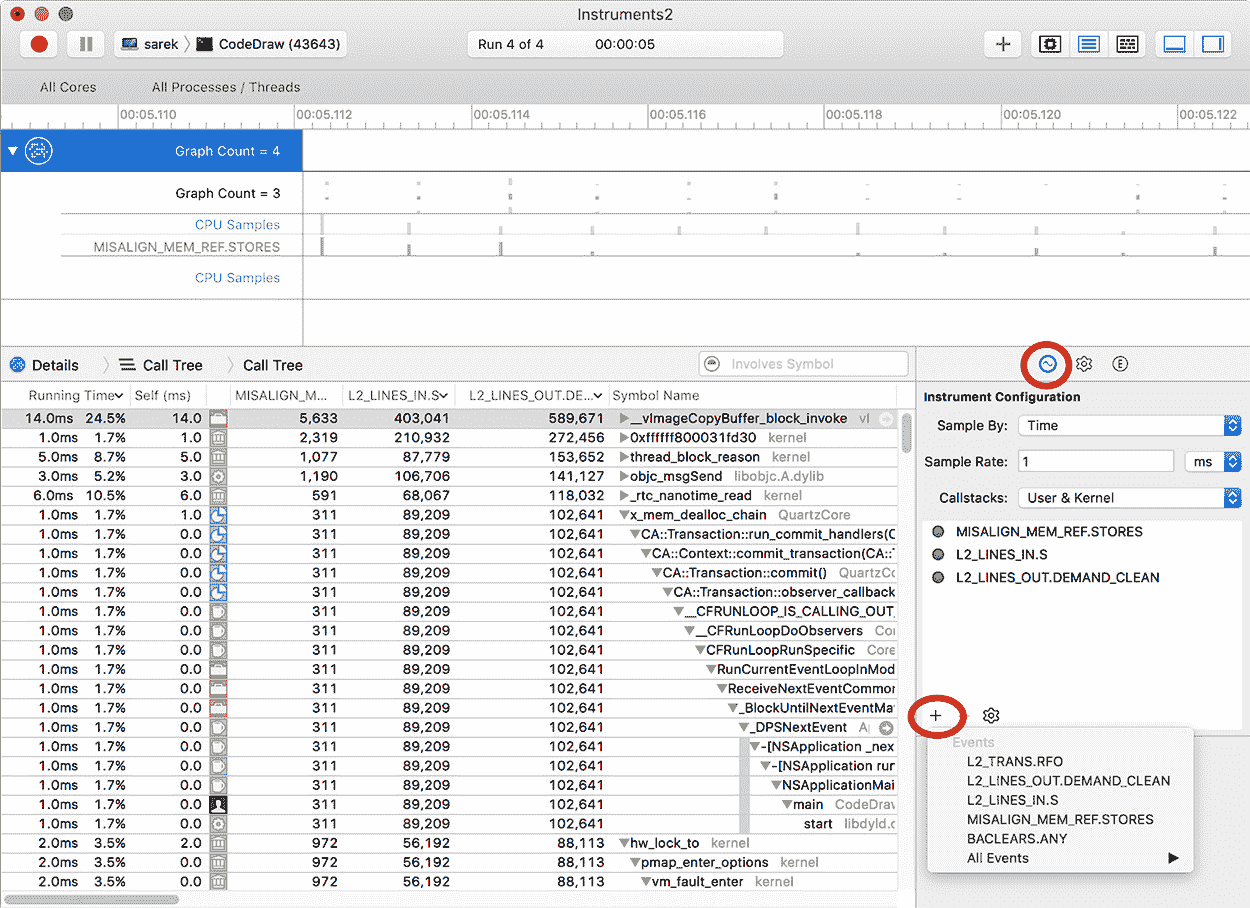 Instruments2
sarek CodeDraw (43643) Run 4 of 4 00:00:05
All Cores All Processes / Threads
00:05.110 00:05.112 00:05.114 00:05.116 00:05.118 00:05.120 00:05.122
Graph Count = 4
Graph Count = 3
CPU Samples
MISALIGN_MEM_REF.STORES
CPU Samples
Details Call Tree Call Tree Involves Symbol E
Running Time Self (ms) MISALIGN_M... L2_LINES_IN.S L2_LINES_OUT.DE... Symbol Name
14.0ms 24.5% 14.0 5,633 403,041 589,671 __vImageCopyBuffer_block_invoke vI
1.0ms 1.7% 1.0 2,319 210,932 272,456 0xffffff800031fd30 kernel
5.0ms 8.7% 5.0 1,077 87,779 153,652 thread_block_reason kernel
3.0ms 5.2% 3.0 1,190 106,706 141,127 objc_msgSend libobjc.A.dylib
6.0ms 10.5% 6.0 591 68,067 118,032 _rtc_nanotime_read kernel
1.0ms 1.7% 1.0 311 89,209 102,641 x_mem_dealloc_chain QuartzCore
1.0ms 1.7% 0.0 311 89,209 102,641 CA::Transaction::run_commit_handlers(C
1.0ms 1.7% 0.0 311 89,209 102,641 CA::Context::commit_transaction(CA::
1.0ms 1.7% 0.0 311 89,209 102,641 CA::Transaction::commit() QuartzCo
1.0ms 1.7% 0.0 311 89,209 102,641 CA::Transaction::observer_callback
1.0ms 1.7% 0.0 311 89,209 102,641 __CFRUNLOOP_IS_CALLING_OUT_
1.0ms 1.7% 0.0 311 89,209 102,641 __CFRunLoopDoObservers Co
1.0ms 1.7% 0.0 311 89,209 102,641 CFRunLoopRunSpecific Core
1.0ms 1.7% 0.0 311 89,209 102,641 RunCurrentEventLoopInMod
1.0ms 1.7% 0.0 311 89,209 102,641 ReceiveNextEventCommon
1.0ms 1.7% 0.0 311 89,209 102,641 _BlockUntilNextEventMa
1.0ms 1.7% 0.0 311 89,209 102,641 _DPSNextEvent A
1.0ms 1.7% 0.0 311 89,209 102,641 -[NSApplication _nex
1.0ms 1.7% 0.0 311 89,209 102,641 -[NSApplication run
1.0ms 1.7% 0.0 311 89,209 102,641 NSApplicationMai
1.0ms 1.7% 0.0 311 89,209 102,641 main CodeDraw
1.0ms 1.7% 0.0 311 89,209 102,641 start libdyld.d
2.0ms 3.5% 2.0 972 56,192 88,113 hw_lock_to kernel
2.0ms 3.5% 0.0 972 56,192 88,113 pmap_enter_options kernel
2.0ms 3.5% 0.0 972 56,192 88,113 vm_fault_enter kernel
Instrument Configuration
Sample By: Time
Sample Rate: 1 ms
Callstacks: User & Kernel
MISALIGN_MEM_REF.STORES
L2_LINES_IN.S
L2_LINES_OUT.DEMAND_CLEAN
+
Events
L2_TRANS.RFO
L2_LINES_OUT.DEMAND_CLEAN
L2_LINES_IN.S
MISALIGN_MEM_REF.STORES
BACLEARS.ANY
All Events